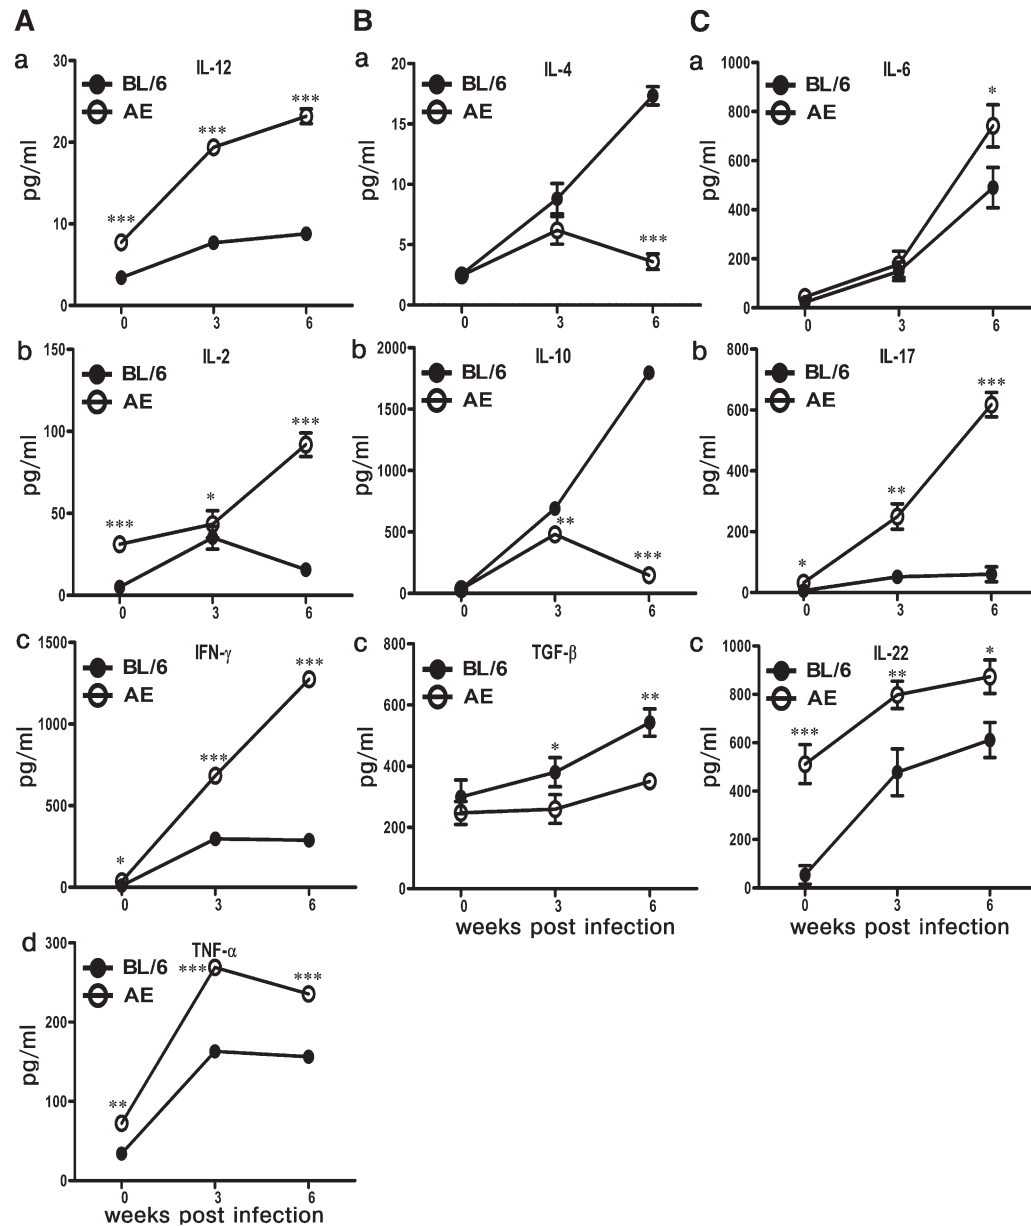 A
a
IL-12
BL/6
AE
pg/ml
30
20
10
0
***
***
***
0 3 6
b
IL-2
BL/6
AE
pg/ml
150
100
50
0
***
*
***
0 3 6
c
IFN-γ
BL/6
AE
pg/ml
1500
1000
500
0
*
***
***
0 3 6
d
TNF-α
BL/6
AE
pg/ml
300
200
100
0
**
***
***
0 3 6
weeks post infection
B
a
IL-4
BL/6
AE
pg/ml
20
15
10
5
0
***
0 3 6
b
IL-10
BL/6
AE
pg/ml
2000
1500
1000
500
0
**
***
0 3 6
c
TGF-β
BL/6
AE
pg/ml
800
600
400
200
0
*
**
0 3 6
weeks post infection
C
a
IL-6
BL/6
AE
pg/ml
1000
800
600
400
200
0
*
0 3 6
b
IL-17
BL/6
AE
pg/ml
800
600
400
200
0
*
**
***
0 3 6
c
IL-22
BL/6
AE
pg/ml
1000
800
600
400
200
0
***
**
*
0 3 6
weeks post infection